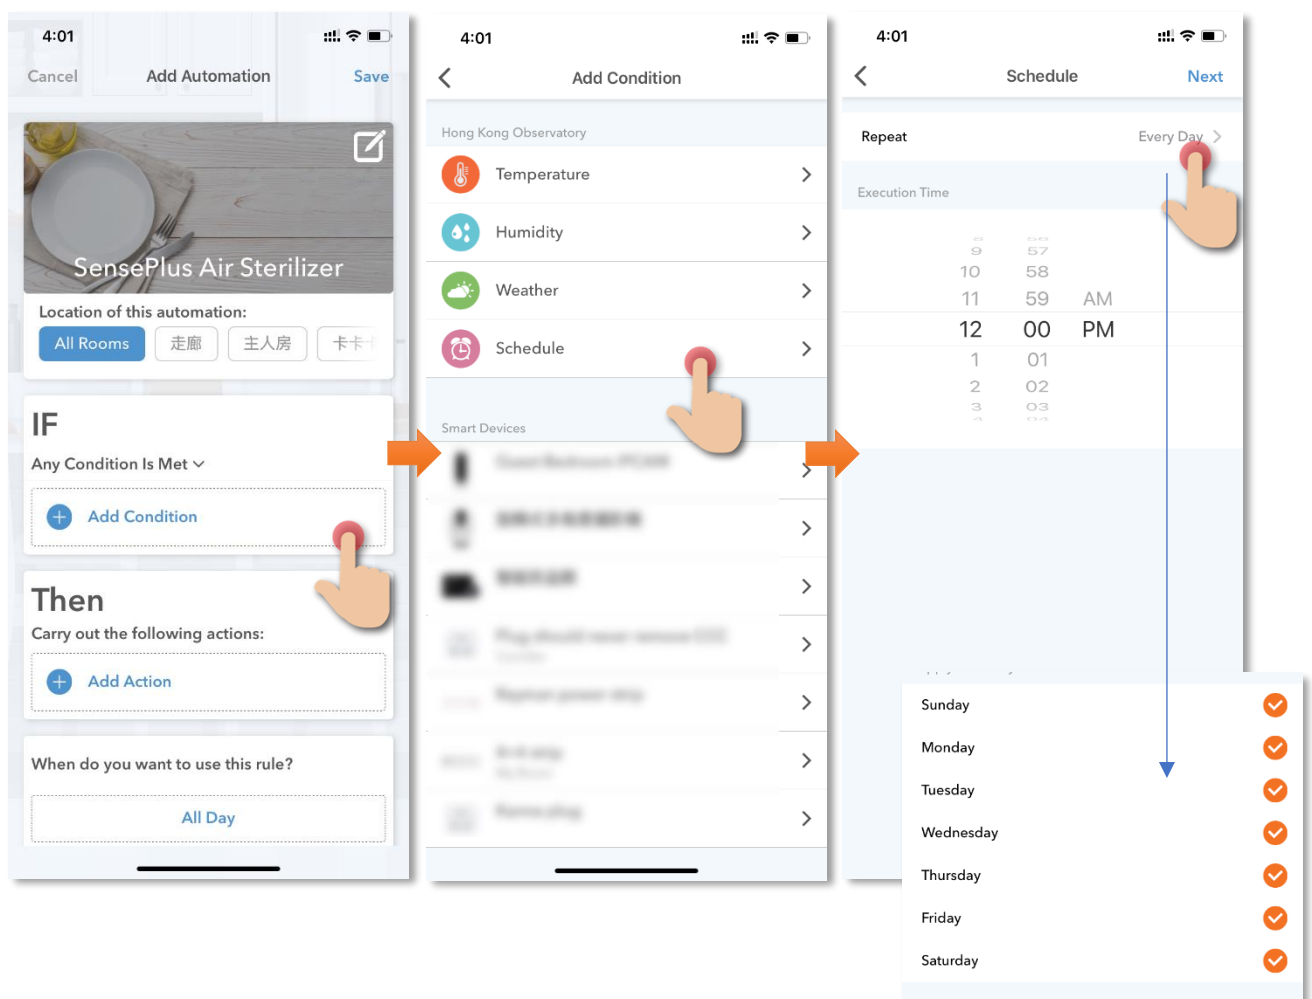 4:01
Cancel Add Automation Save
SensePlus Air Sterilizer
Location of this automation:
All Rooms 走廊 主人房 卡卡
IF
Any Condition Is Met
Add Condition
Then
Carry out the following actions:
Add Action
When do you want to use this rule?
All Day
4:01
Add Condition
Hong Kong Observatory
Temperature
Humidity
Weather
Schedule
Smart Devices
4:01
Schedule Next
Repeat Every Day
Execution Time
9 57
10 58
11 59 AM
12 00 PM
1 01
2 02
3 03
Sunday
Monday
Tuesday
Wednesday
Thursday
Friday
Saturday